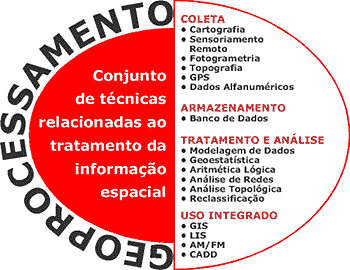 GEOPROCESSAMENTO
Conjunto
de técnicas
relacionadas ao
tratamento da
informação
espacial
COLETA
• Cartografia
• Sensoriamento
Remoto
• Fotogrametria
• Topografia
• GPS
• Dados Alfanuméricos
ARMAZENAMENTO
• Banco de Dados
TRATAMENTO E ANÁLISE
• Modelagem de Dados
• Geoestatística
• Aritmética Lógica
• Análise de Redes
• Análise Topológica
• Reclassificação
USO INTEGRADO
• GIS
• LIS
• AM/FM
• CADD